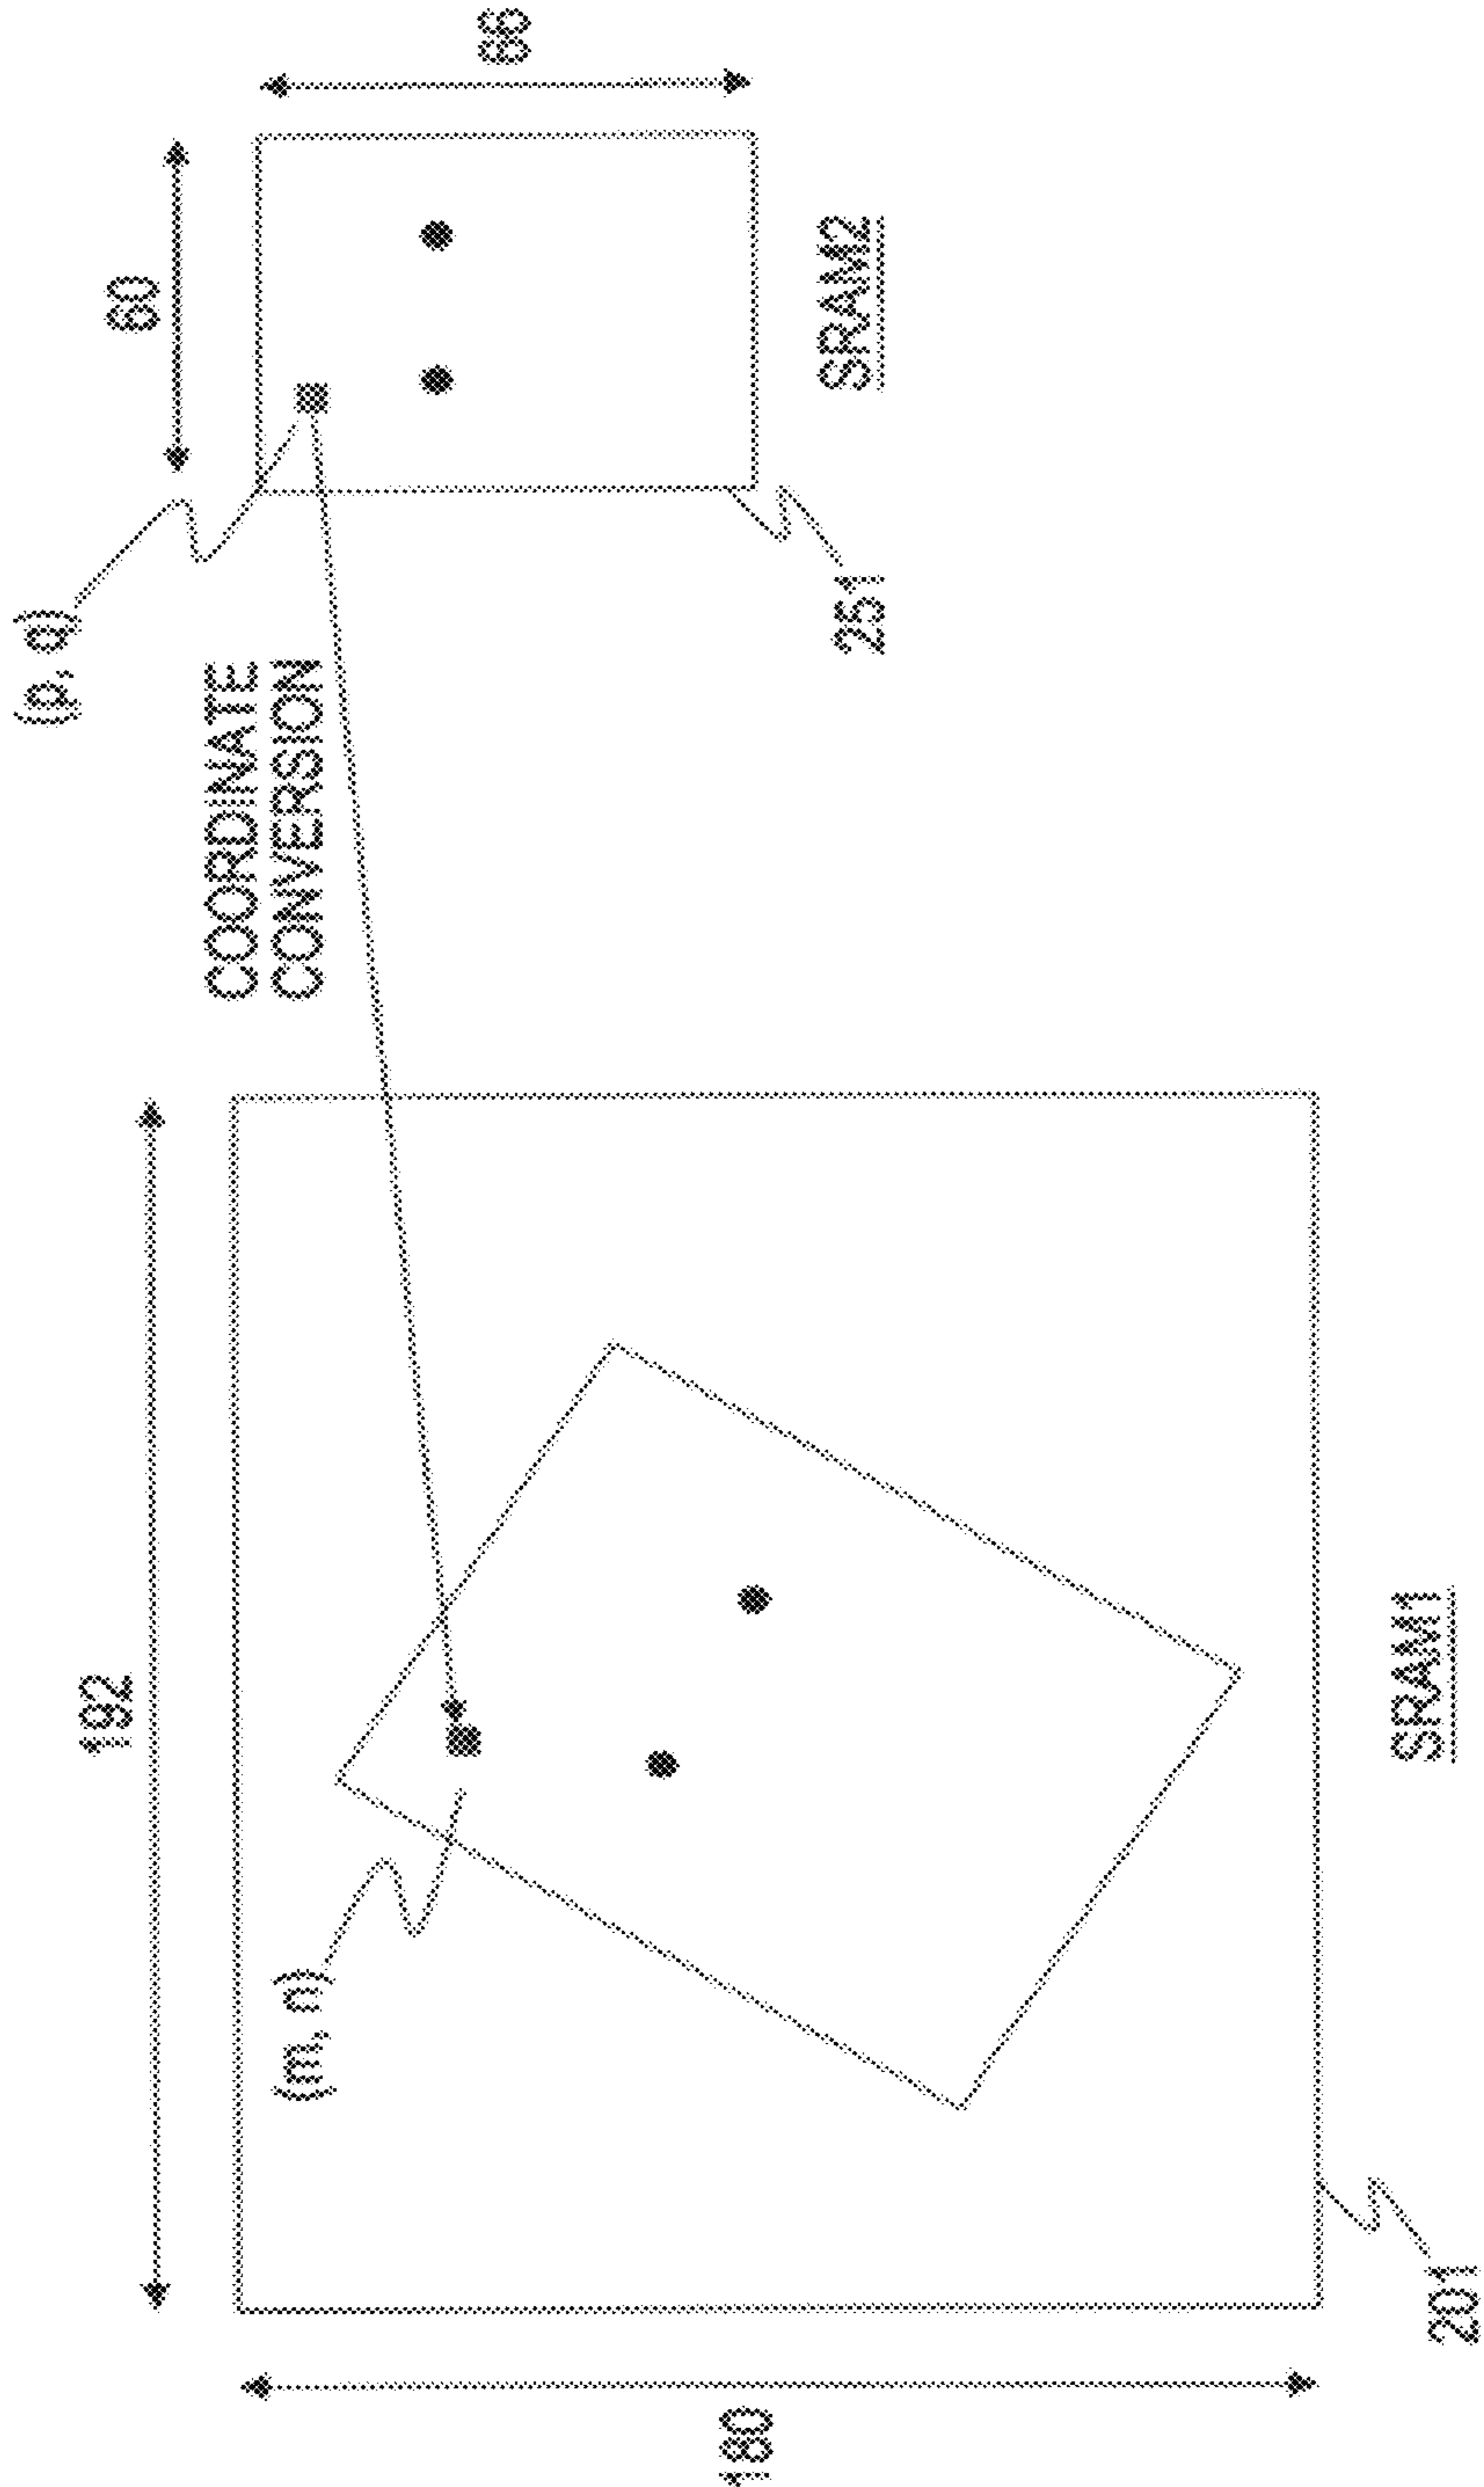 192
180
(m, n)
201
SRAM1
COORDINATE
CONVERSION
(p, q)
60
66
251
SRAM2